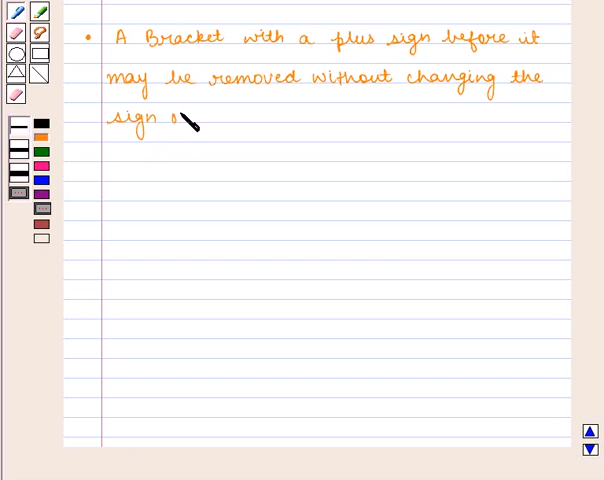 • A Bracket with a plus sign before it
may be removed without changing the
sign o